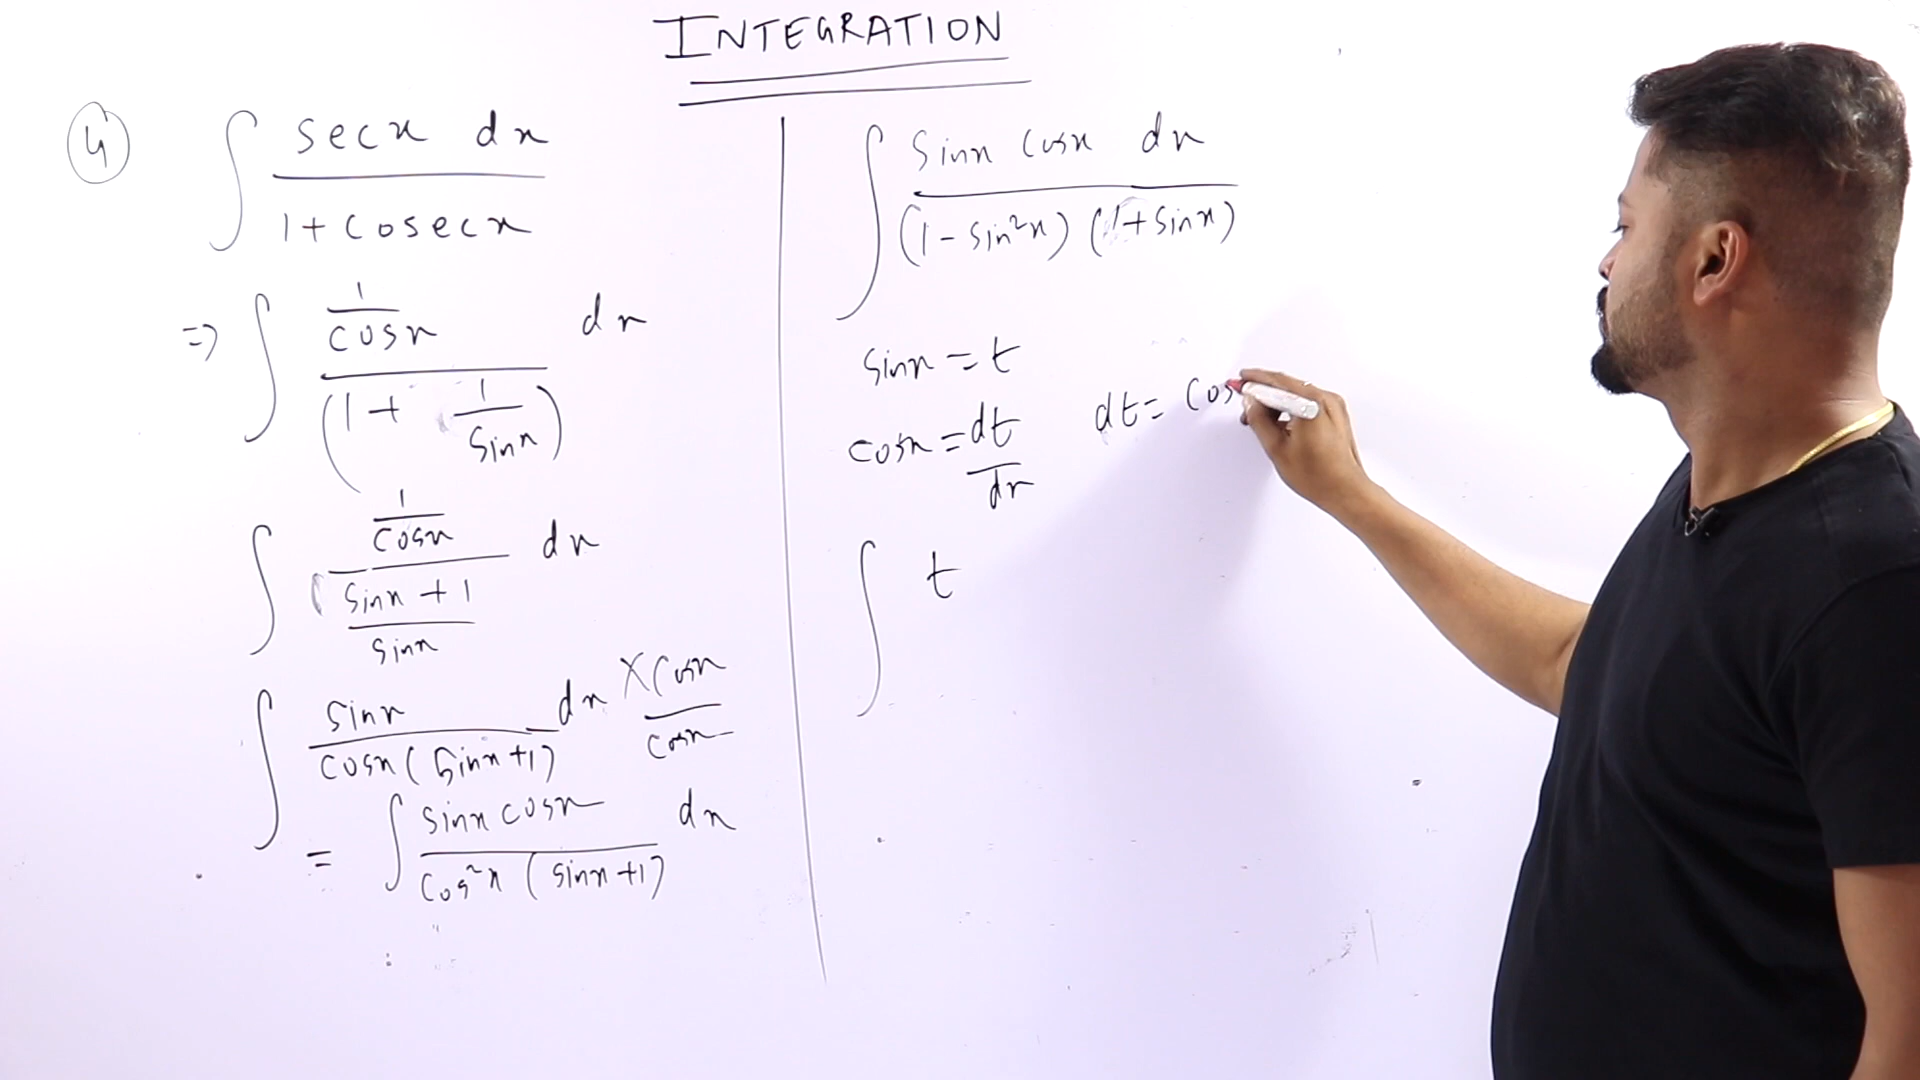 INTEGRATION
4
∫ secx dx / 1 + cosecx
=> ∫ (1/cosx) / (1 + 1/sinx) dx
∫ (1/cosx) / ((sinx + 1)/sinx) dx
∫ sinx / cosx (sinx + 1) dx × cosx / cosx
= ∫ sinx cosx / cos²x (sinx + 1) dx
∫ sinx cosx dx / (1 - sin²x) (1 + sinx)
sinx = t
cosx = dt/dx dt = cos
∫ t